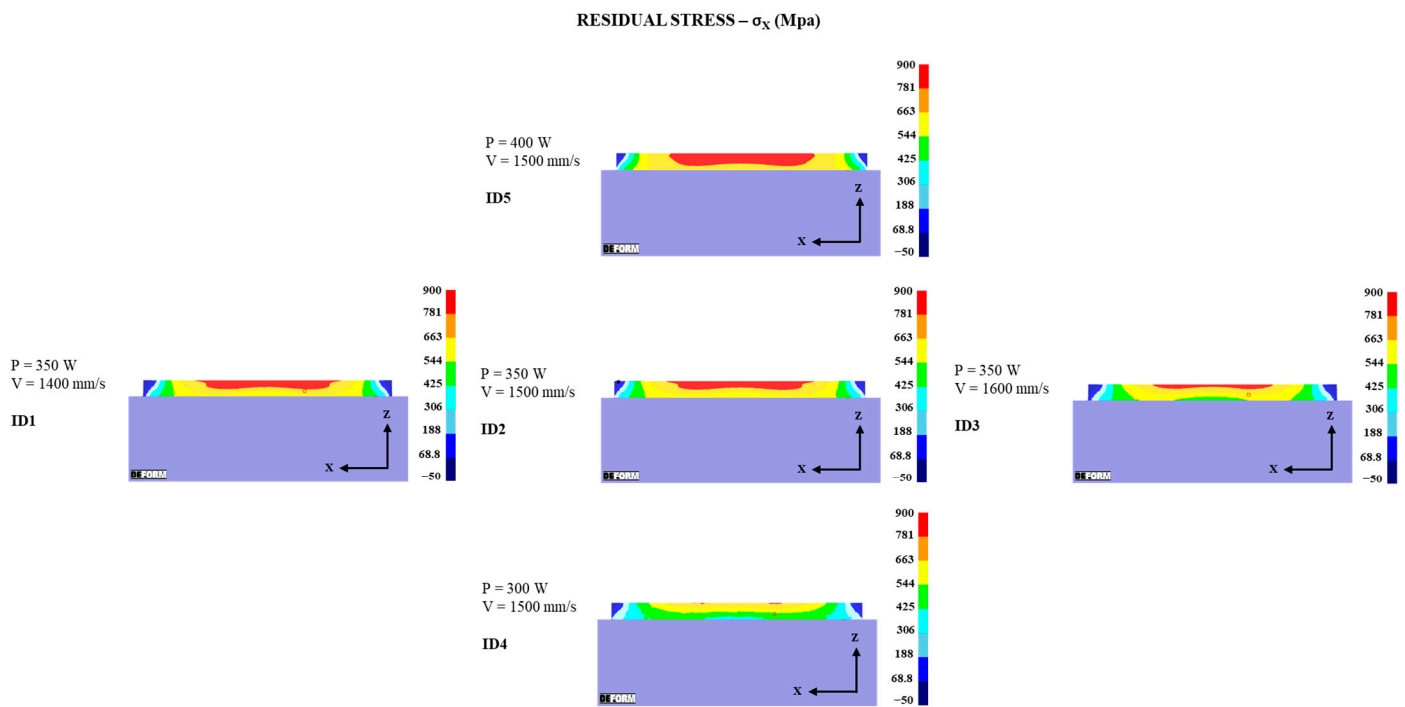 RESIDUAL STRESS – σX (Mpa)
P = 400 W
V = 1500 mm/s
ID5
900
781
663
544
425
306
188
68.8
−50
Z
X
DEFORM
P = 350 W
V = 1400 mm/s
ID1
900
781
663
544
425
306
188
68.8
−50
Z
X
DEFORM
P = 350 W
V = 1500 mm/s
ID2
900
781
663
544
425
306
188
68.8
−50
Z
X
DEFORM
P = 350 W
V = 1600 mm/s
ID3
900
781
663
544
425
306
188
68.8
−50
Z
X
DEFORM
P = 300 W
V = 1500 mm/s
ID4
900
781
663
544
425
306
188
68.8
−50
Z
X
DEFORM